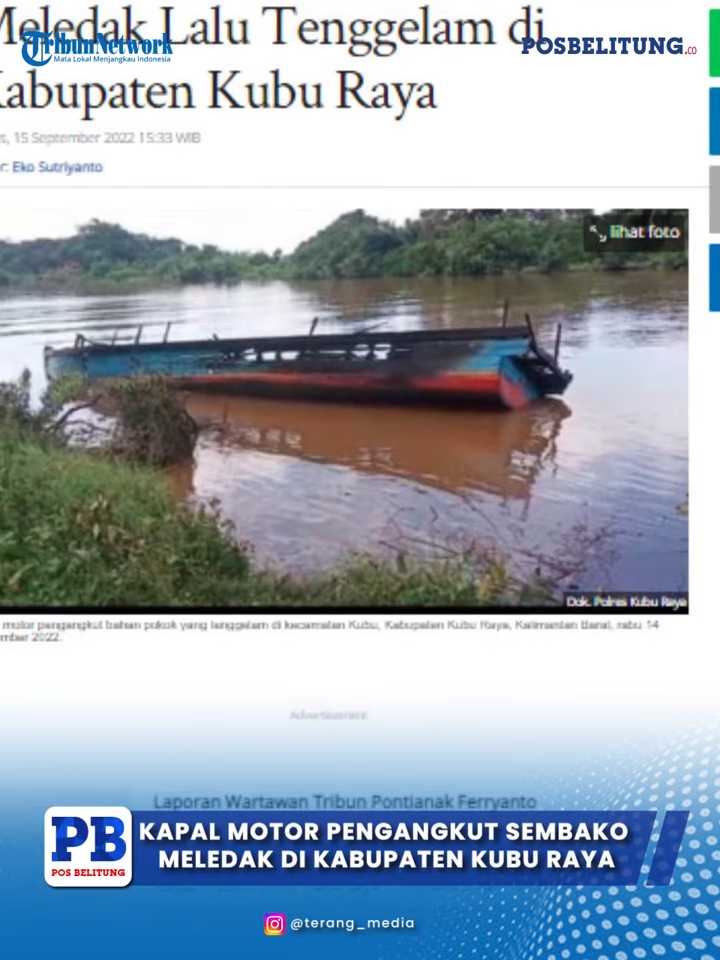 Meledak Lalu Tenggelam di
TribunNetwork
Mata Lokal Menjangkau Indonesia
POSBELITUNG.CO
Kabupaten Kubu Raya
s, 15 September 2022 15:33 WIB
r: Eko Sutriyanto
lihat foto
Dok. Polres Kubu Raya
motor pengangkut bahan pokok yang tenggelam di kecamatan Kubu, Kabupaten Kubu Raya, Kalimantan Barat, rabu 14
mber 2022.
Advertisement
Laporan Wartawan Tribun Pontianak Ferryanto
PB
POS BELITUNG
KAPAL MOTOR PENGANGKUT SEMBAKO
MELEDAK DI KABUPATEN KUBU RAYA
@terang_media